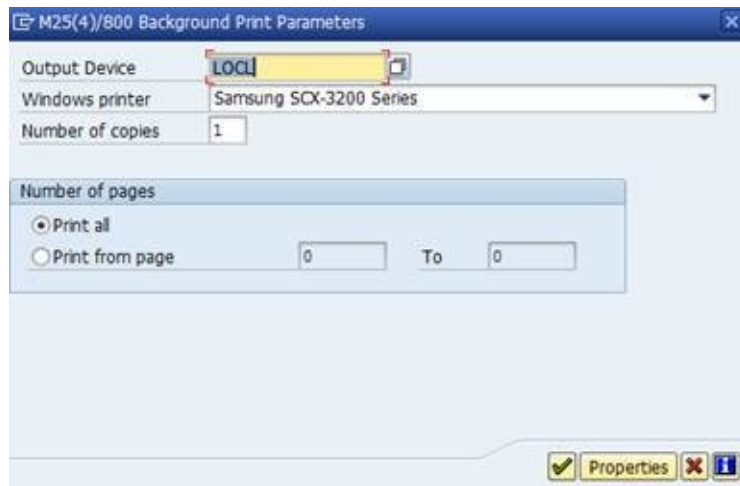 M25(4)/800 Background Print Parameters
Output Device LOCL
Windows printer Samsung SCX-3200 Series
Number of copies 1
Number of pages
Print all
Print from page 0 To 0
Properties